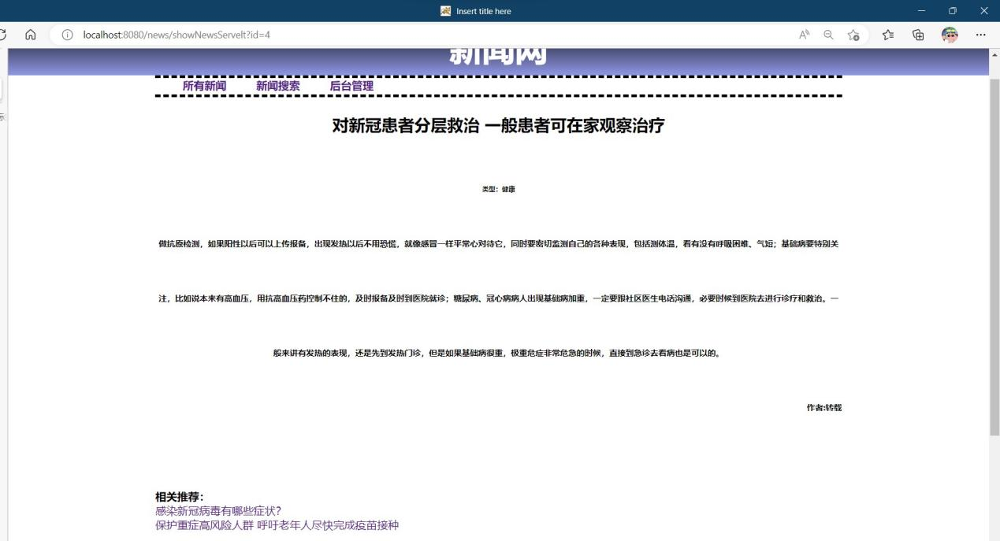 Insert title here
localhost:8080/news/showNewsServelt?id=4
新闻网
所有新闻 新闻搜索 后台管理
对新冠患者分层救治 一般患者可在家观察治疗
类型：健康
做抗原检测，如果阳性以后可以上传报备，出现发热以后不用恐慌，就像感冒一样平常心对待它，同时要密切监测自己的各种表现，包括测体温，看有没有呼吸困难、气短；基础病要特别关
注，比如说本来有高血压，用抗高血压药控制不住的，及时报备及时到医院就诊；糖尿病、冠心病病人出现基础病加重，一定要跟社区医生电话沟通，必要时候到医院去进行诊疗和救治。一
般来讲有发热的表现，还是先到发热门诊，但是如果基础病很重，极重危症非常危急的时候，直接到急诊去看病也是可以的。
作者:转载
相关推荐：
感染新冠病毒有哪些症状?
保护重症高风险人群 呼吁老年人尽快完成疫苗接种